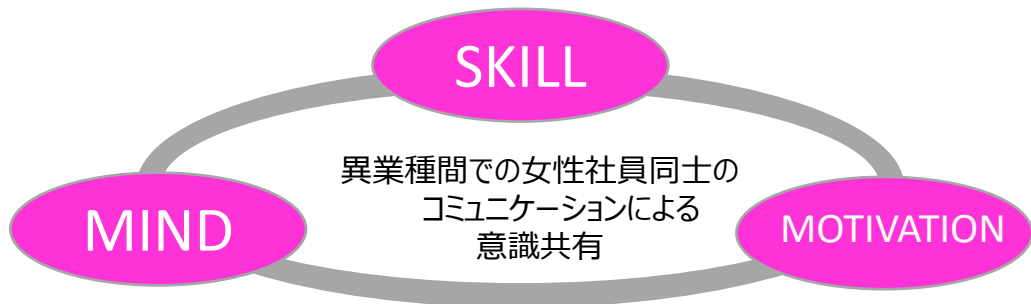 SKILL
異業種間での女性社員同士の
コミュニケーションによる
意識共有
MIND
MOTIVATION